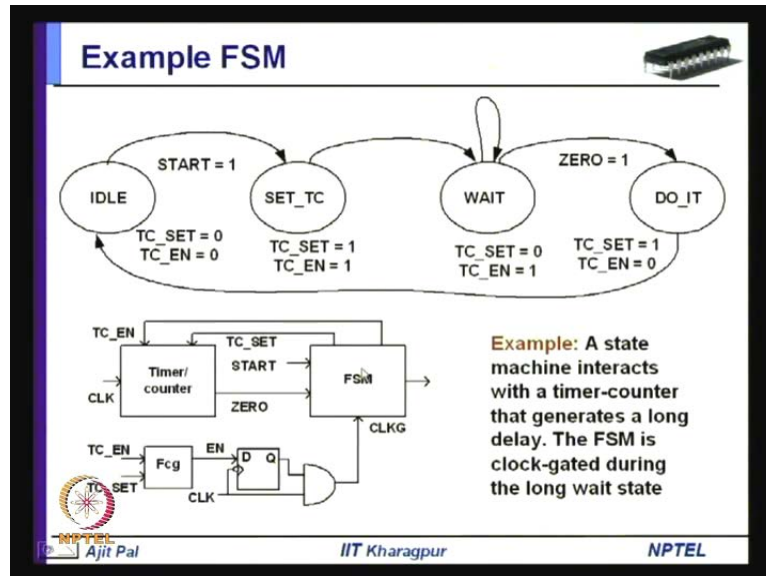 Example FSM
START = 1
ZERO = 1
IDLE
SET_TC
WAIT
DO_IT
TC_SET = 0
TC_EN = 0
TC_SET = 1
TC_EN = 1
TC_SET = 0
TC_EN = 1
TC_SET = 1
TC_EN = 0
TC_EN
TC_SET
START
Timer/
counter
FSM
CLK
ZERO
CLKG
TC_EN
Fcg
EN
D Q
TC_SET
CLK
Example: A state
machine interacts
with a timer-counter
that generates a long
delay. The FSM is
clock-gated during
the long wait state
NPTEL
Ajit Pal
IIT Kharagpur
NPTEL